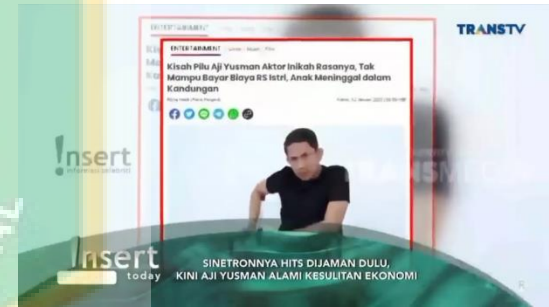 TRANSTV
ENTERTAINMENT
ENTERTAINMENT
Kisah Pilu Aji Yusman Aktor Inikah Rasanya, Tak
Mampu Bayar Biaya RS Istri, Anak Meninggal dalam
Kandungan
Insert
Insert
today
SINETRONNYA HITS DIJAMAN DULU,
KINI AJI YUSMAN ALAMI KESULITAN EKONOMI